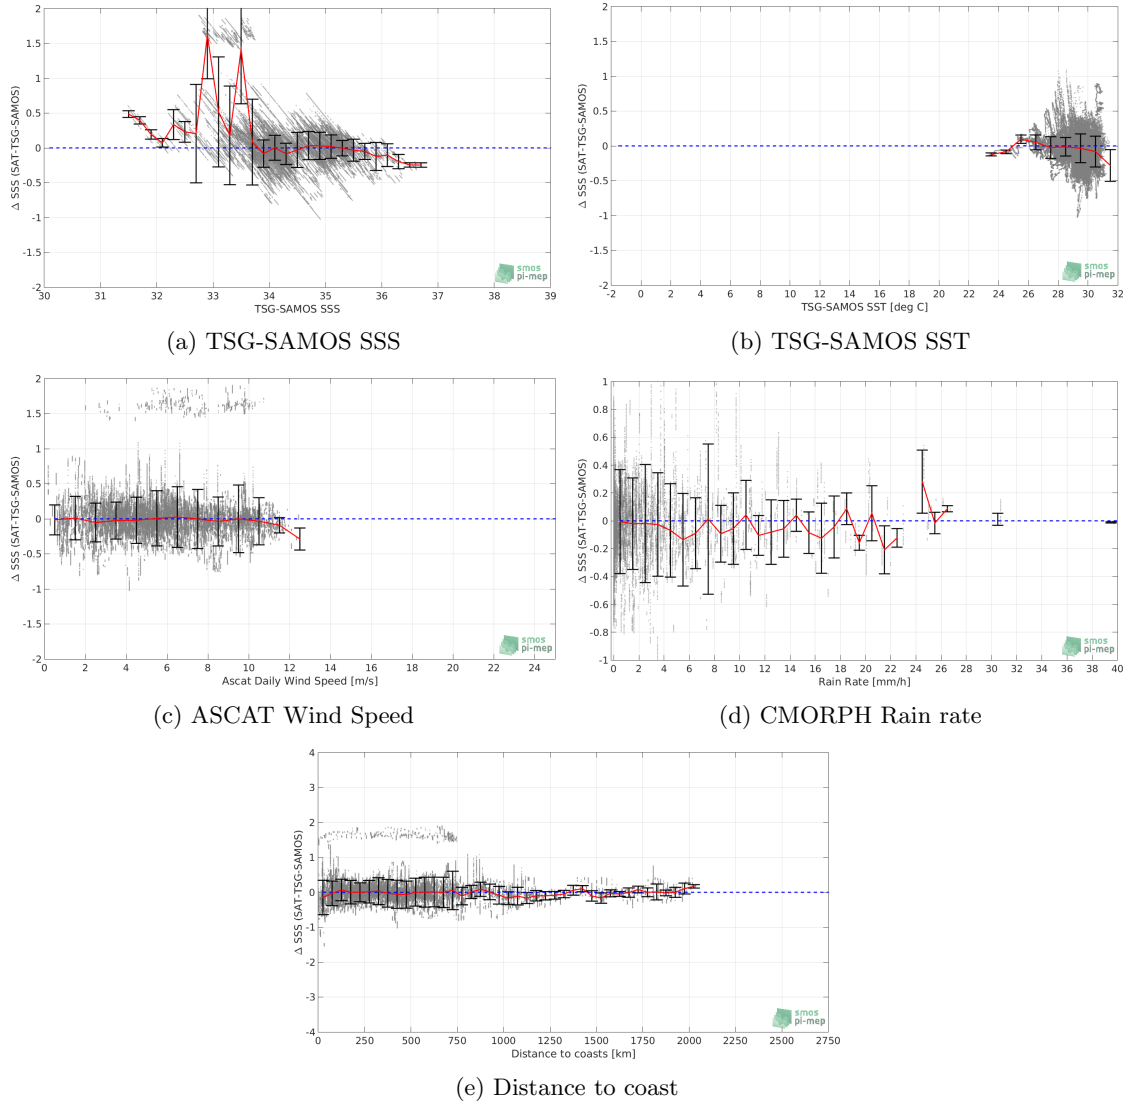 Δ SSS (SAT-TSG-SAMOS)
2
1.5
1
0.5
0
-0.5
-1
-1.5
-2
30 31 32 33 34 35 36 37 38 39
TSG-SAMOS SSS
smos
pi-mep
(a) TSG-SAMOS SSS
Δ SSS (SAT-TSG-SAMOS)
2
1.5
1
0.5
0
-0.5
-1
-1.5
-2
-2 0 2 4 6 8 10 12 14 16 18 20 22 24 26 28 30 32
TSG-SAMOS SST [deg C]
smos
pi-mep
(b) TSG-SAMOS SST
Δ SSS (SAT-TSG-SAMOS)
2
1.5
1
0.5
0
-0.5
-1
-1.5
-2
0 2 4 6 8 10 12 14 16 18 20 22 24
Ascat Daily Wind Speed [m/s]
smos
pi-mep
(c) ASCAT Wind Speed
Δ SSS (SAT-TSG-SAMOS)
1
0.8
0.6
0.4
0.2
0
-0.2
-0.4
-0.6
-0.8
-1
0 2 4 6 8 10 12 14 16 18 20 22 24 26 28 30 32 34 36 38 40
Rain Rate [mm/h]
smos
pi-mep
(d) CMORPH Rain rate
Δ SSS (SAT-TSG-SAMOS)
4
3
2
1
0
-1
-2
-3
-4
0 250 500 750 1000 1250 1500 1750 2000 2250 2500 2750
Distance to coasts [km]
smos
pi-mep
(e) Distance to coast